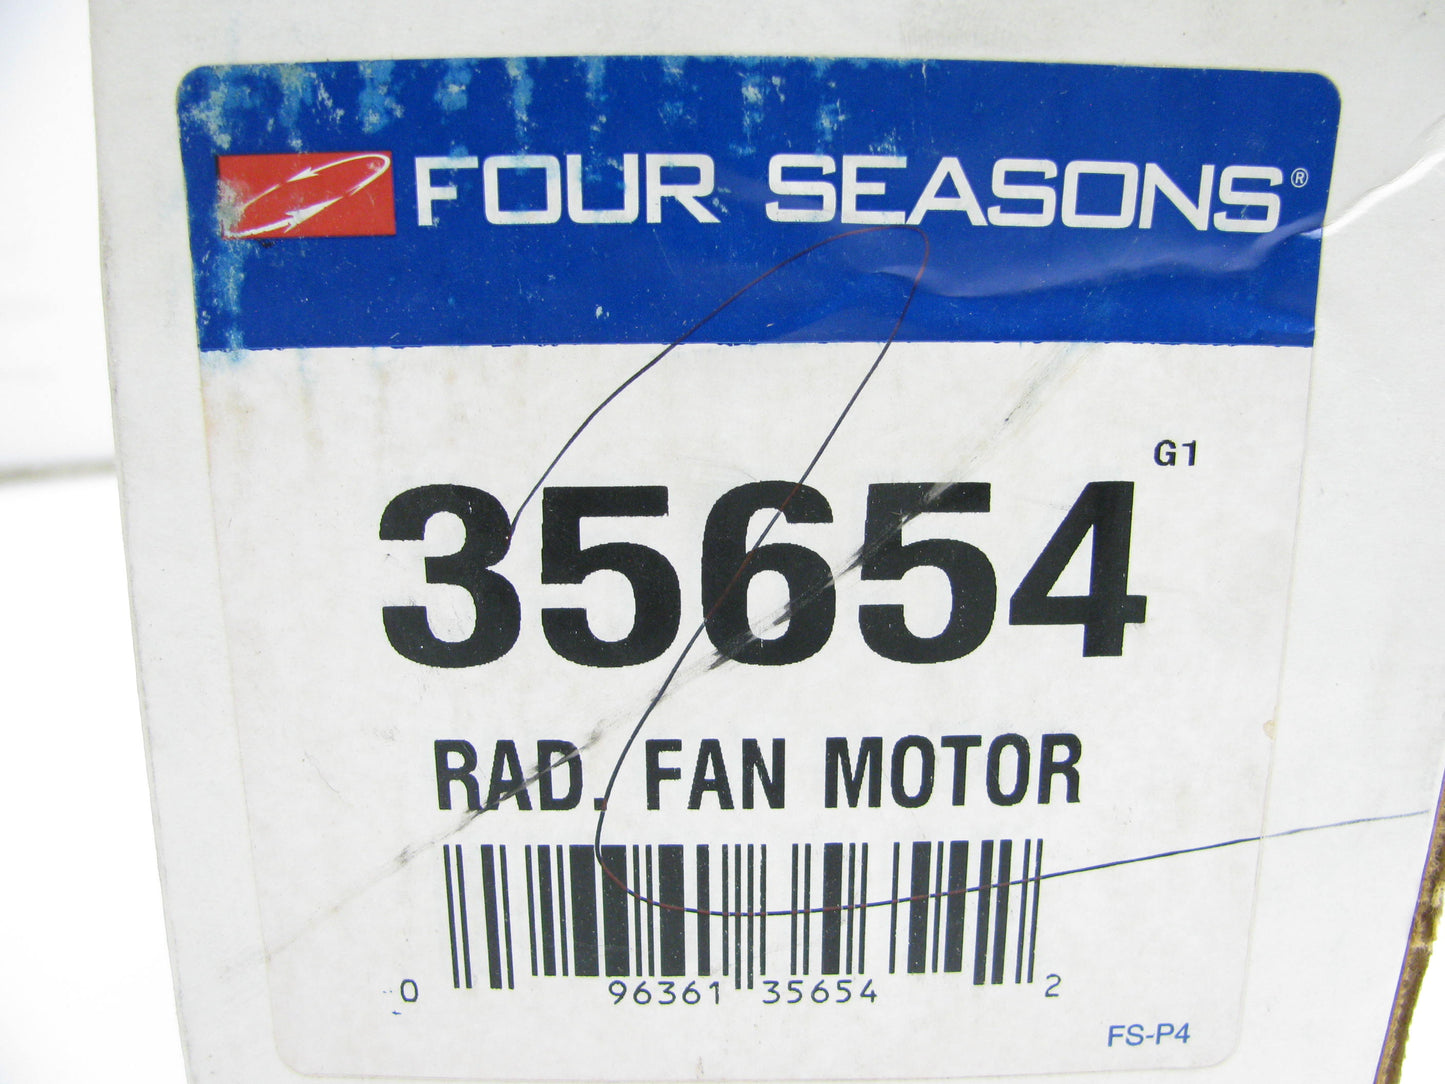 FOUR SEASONS®
G1
35654
RAD. FAN MOTOR
0 96361 35654 2
FS-P4